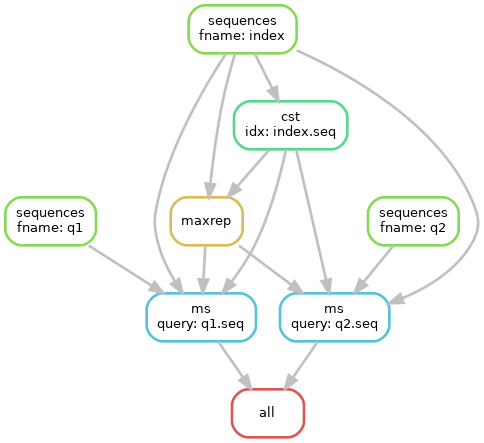 sequences
fname: index
cst
idx: index.seq
sequences
fname: q1
maxrep
sequences
fname: q2
ms
query: q1.seq
ms
query: q2.seq
all